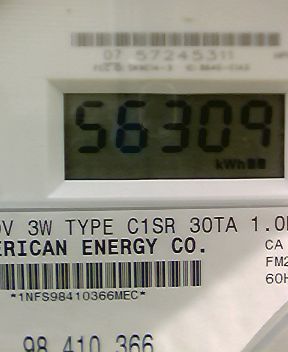 07 57245311
56309
kWh
V 3W TYPE C1SR 30TA 1.0
ERICAN ENERGY CO.
CA
FM2
60H
*1NFS98410366MEC*
98 410 366